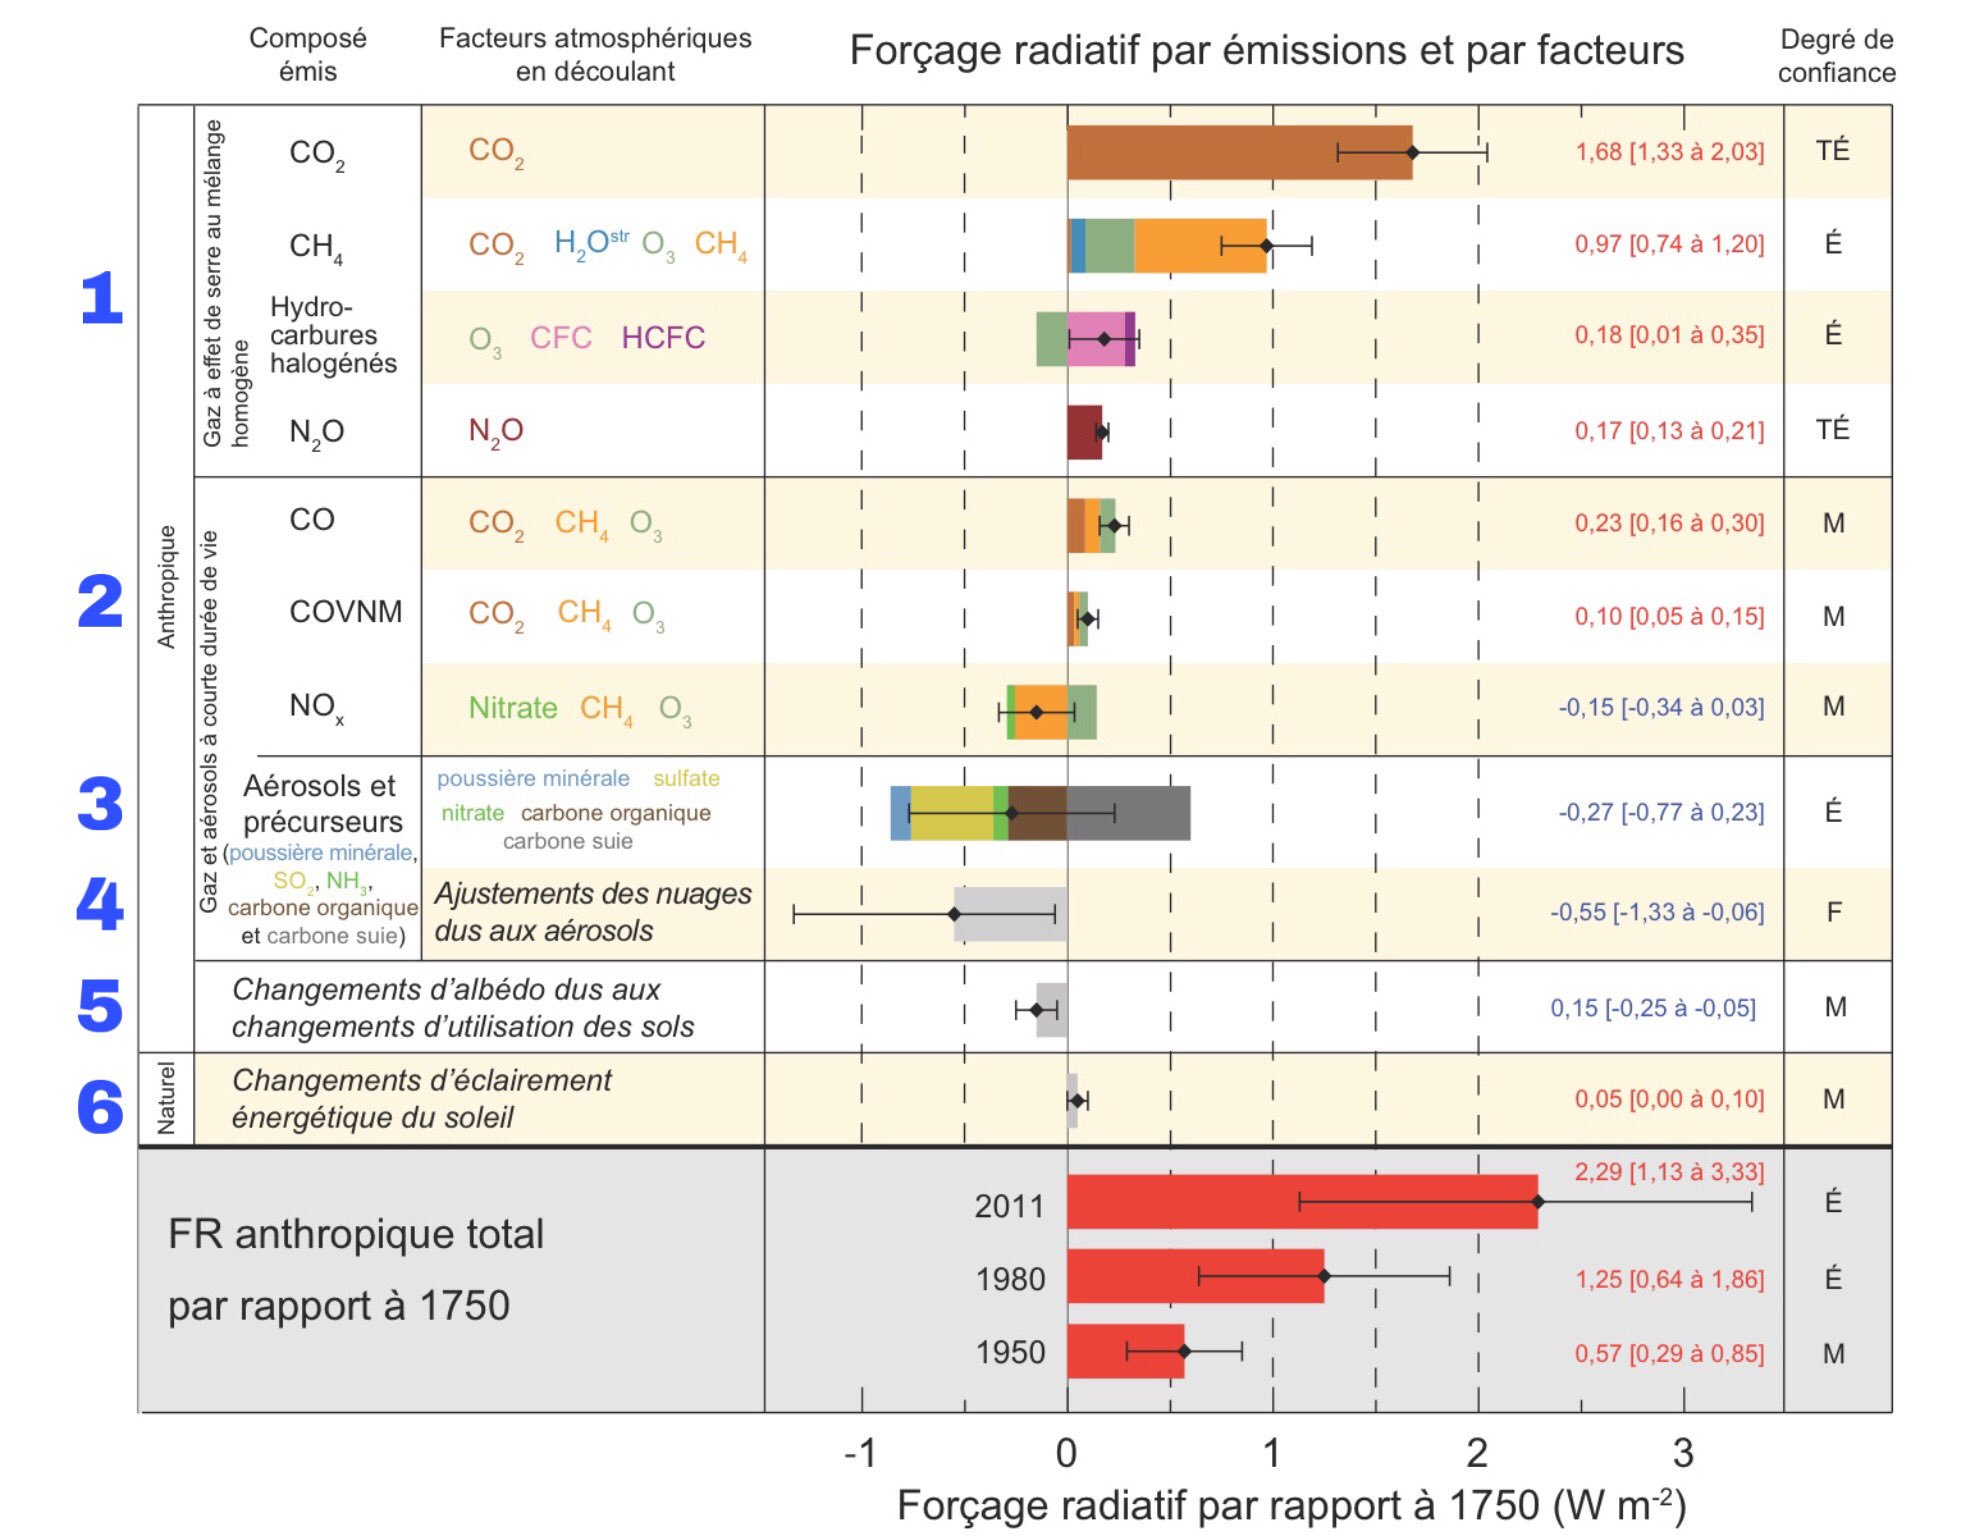 Composé
émis
Facteurs atmosphériques
en découlant
Forçage radiatif par émissions et par facteurs
Degré de
confiance
1
2
3
4
5
6
Anthropique
Naturel
Gaz à effet de serre au mélange
homogène
Gaz et aérosols à courte durée de vie
CO₂
CO₂
1,68 [1,33 à 2,03]
TÉ
CH₄
CO₂ H₂Oˢᵗʳ O₃ CH₄
0,97 [0,74 à 1,20]
É
Hydro-
carbures
halogénés
O₃ CFC HCFC
0,18 [0,01 à 0,35]
É
N₂O
N₂O
0,17 [0,13 à 0,21]
TÉ
CO
CO₂ CH₄ O₃
0,23 [0,16 à 0,30]
M
COVNM
CO₂ CH₄ O₃
0,10 [0,05 à 0,15]
M
NOₓ
Nitrate CH₄ O₃
-0,15 [-0,34 à 0,03]
M
Aérosols et
précurseurs
(poussière minérale,
SO₂, NH₃,
carbone organique
et carbone suie)
poussière minérale sulfate
nitrate carbone organique
carbone suie
-0,27 [-0,77 à 0,23]
É
Ajustements des nuages
dus aux aérosols
-0,55 [-1,33 à -0,06]
F
Changements d’albédo dus aux
changements d’utilisation des sols
0,15 [-0,25 à -0,05]
M
Changements d’éclairement
énergétique du soleil
0,05 [0,00 à 0,10]
M
FR anthropique total
par rapport à 1750
2011
2,29 [1,13 à 3,33]
É
1980
1,25 [0,64 à 1,86]
É
1950
0,57 [0,29 à 0,85]
M
-1 0 1 2 3
Forçage radiatif par rapport à 1750 (W m⁻²)